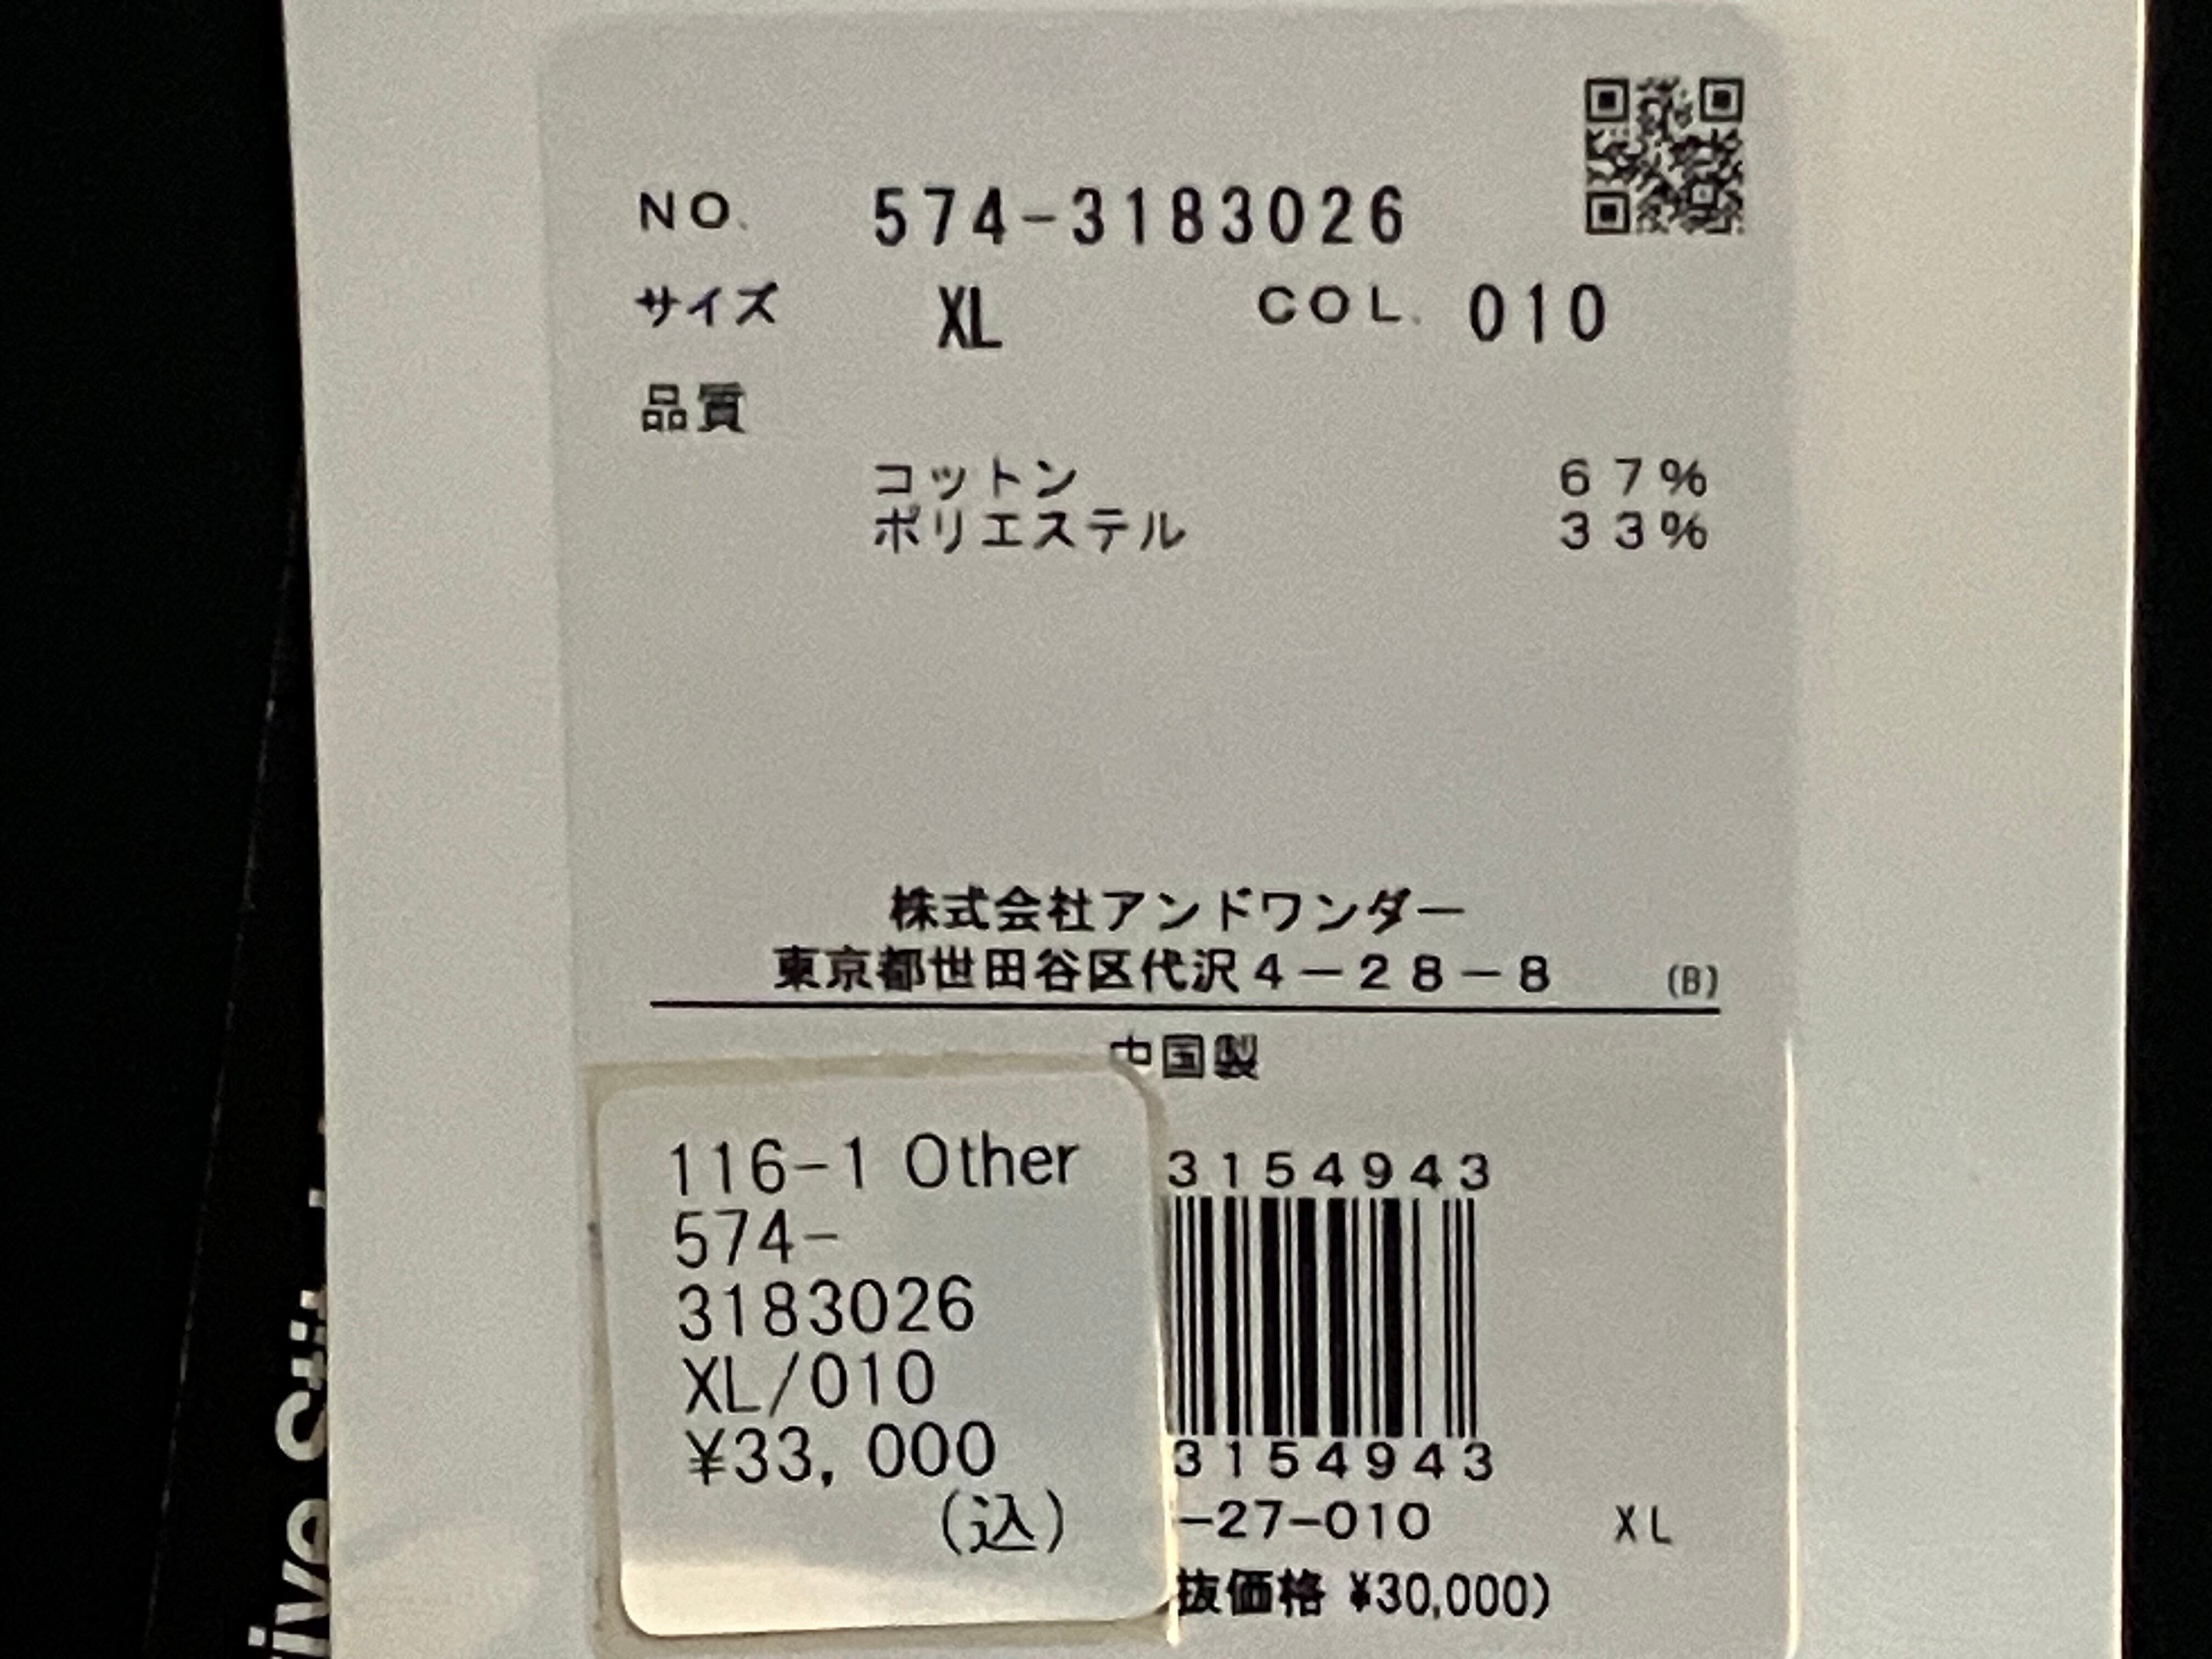 NO. 574-3183026
サイズ XL COL. 010
品質
コットン 67%
ポリエステル 33%
株式会社アンドワンダー
東京都世田谷区代沢4-28-8 (B)
中国製
116-1 Other
574-
3183026
XL/010
¥33,000
(込)
3154943
3154943
-27-010 XL
抜価格 ¥30,000)